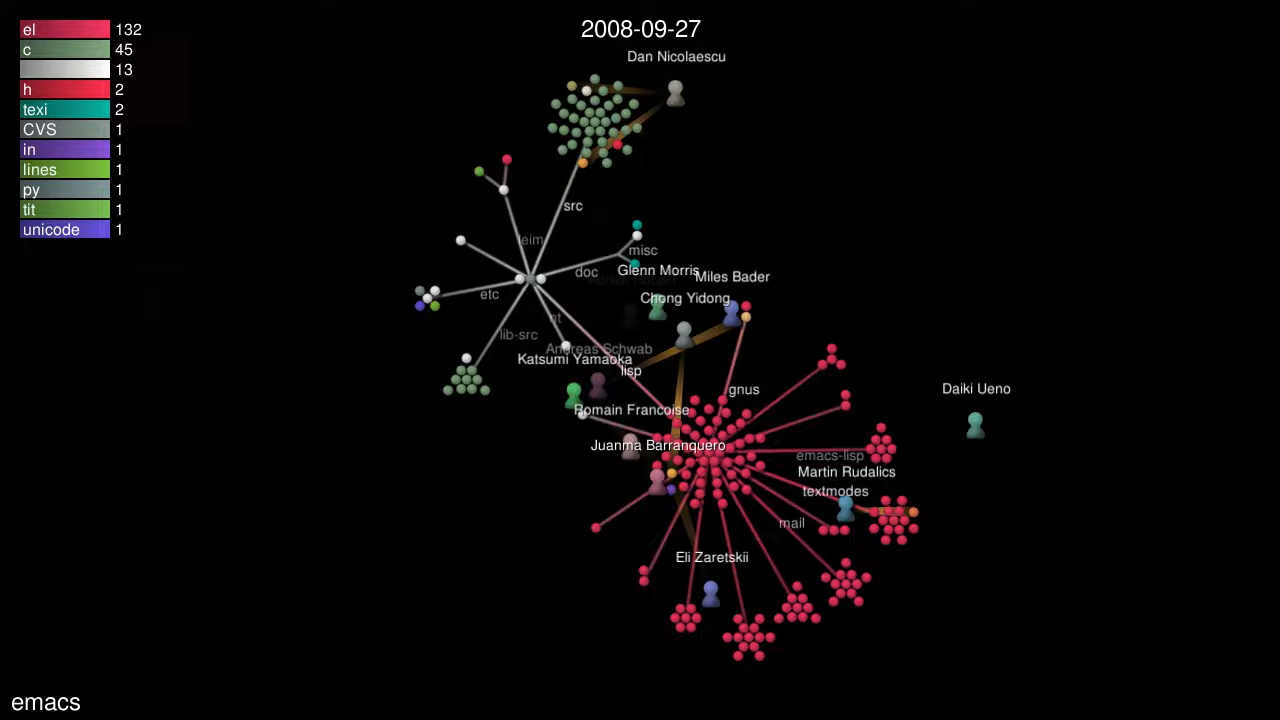 2008-09-27
el 132
c 45
13
h 2
texi 2
CVS 1
in 1
lines 1
py 1
tit 1
unicode 1
Dan Nicolaescu
src
leim
misc
doc
Glenn Morris
Miles Bader
etc
Chong Yidong
nt
lib-src
Andreas Schwab
Katsumi Yamaoka
lisp
gnus
Daiki Ueno
Romain Francoise
Juanma Barranquero
emacs-lisp
Martin Rudalics
textmodes
mail
Eli Zaretskii
emacs